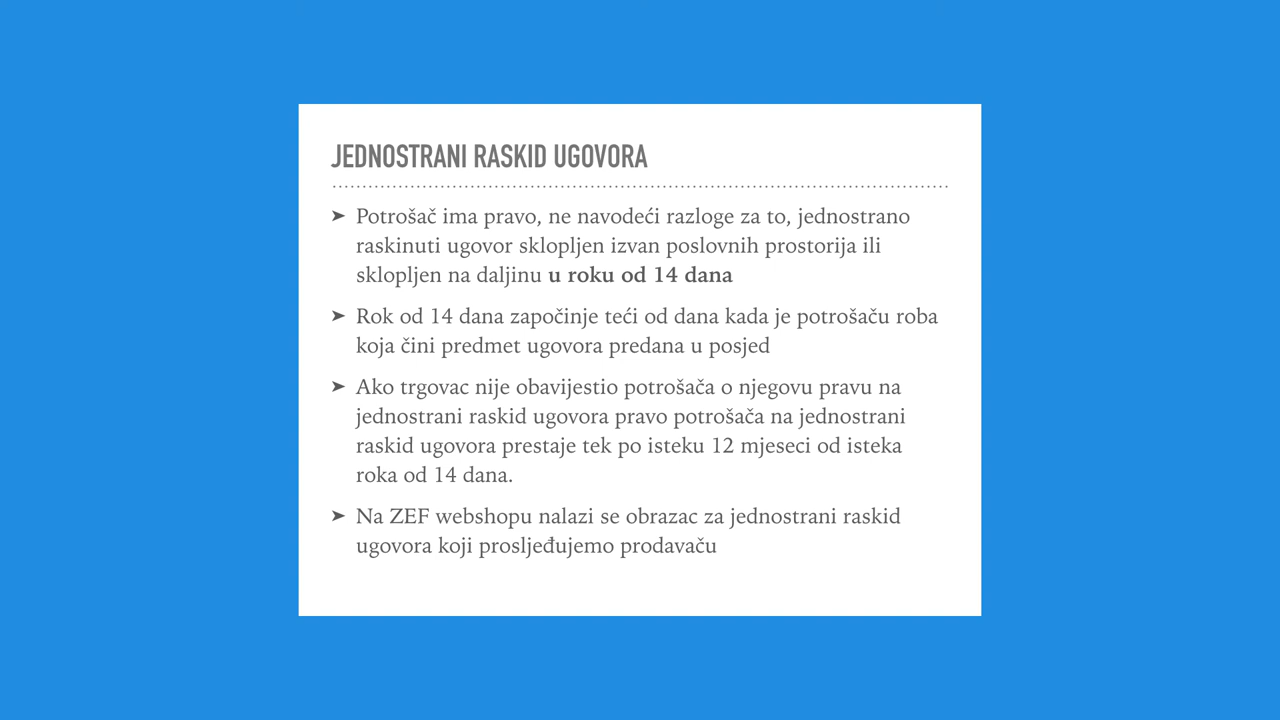 JEDNOSTRANI RASKID UGOVORA
➤ Potrošač ima pravo, ne navodeći razloge za to, jednostrano
raskinuti ugovor sklopljen izvan poslovnih prostorija ili
sklopljen na daljinu u roku od 14 dana
➤ Rok od 14 dana započinje teći od dana kada je potrošaču roba
koja čini predmet ugovora predana u posjed
➤ Ako trgovac nije obavijestio potrošača o njegovu pravu na
jednostrani raskid ugovora pravo potrošača na jednostrani
raskid ugovora prestaje tek po isteku 12 mjeseci od isteka
roka od 14 dana.
➤ Na ZEF webshopu nalazi se obrazac za jednostrani raskid
ugovora koji prosljeđujemo prodavaču